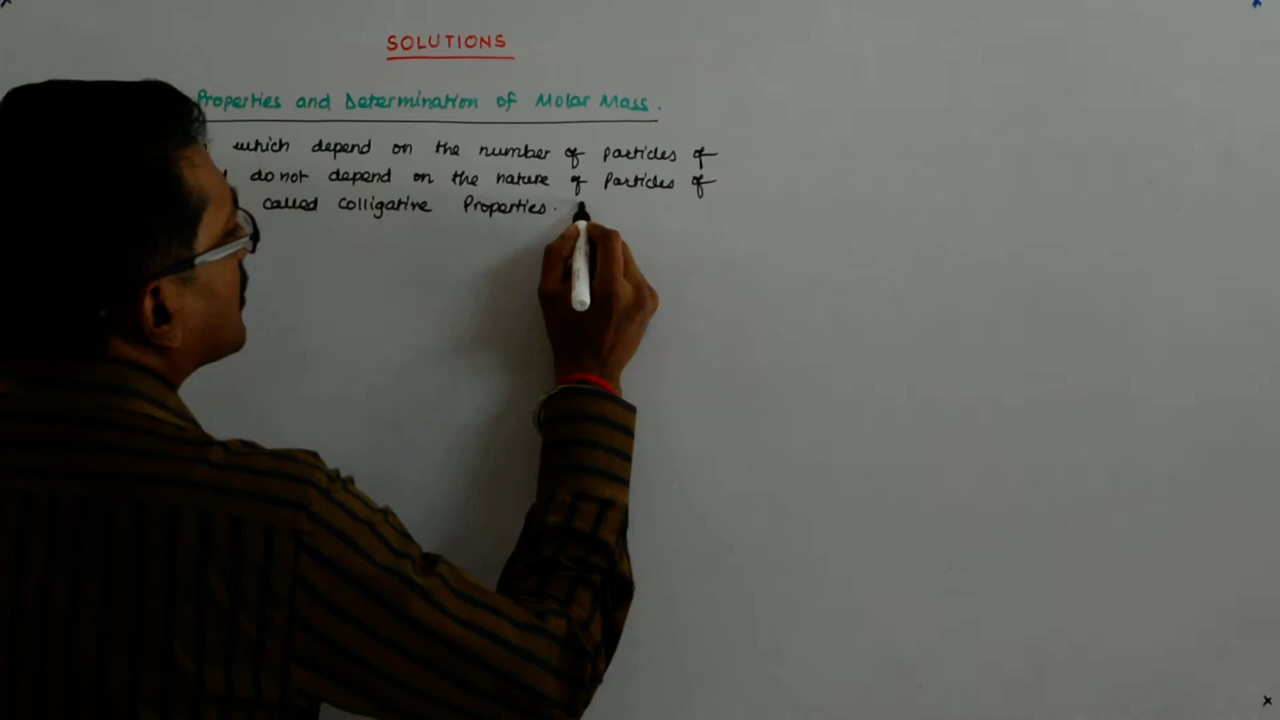 SOLUTIONS
Properties and Determination of Molar Mass.
which depend on the number of particles of
do not depend on the nature of Particles of
called Colligative Properties.